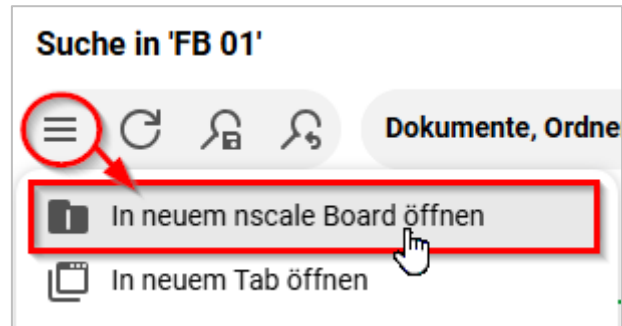 Suche in 'FB 01'
Dokumente, Ordne
In neuem nscale Board öffnen
In neuem Tab öffnen